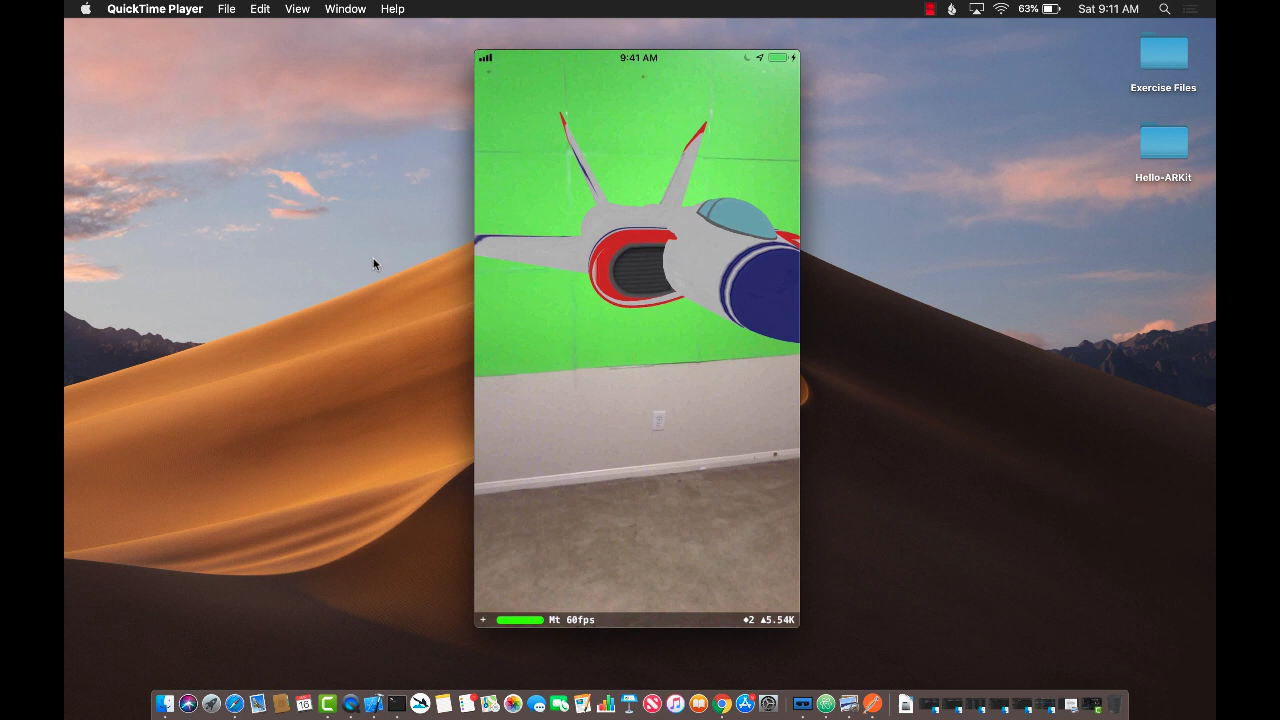 QuickTime Player File Edit View Window Help 63% Sat 9:11 AM
9:41 AM
Exercise Files
Hello-ARKit
+ Mt 60fps ◆2 ▲5.54K